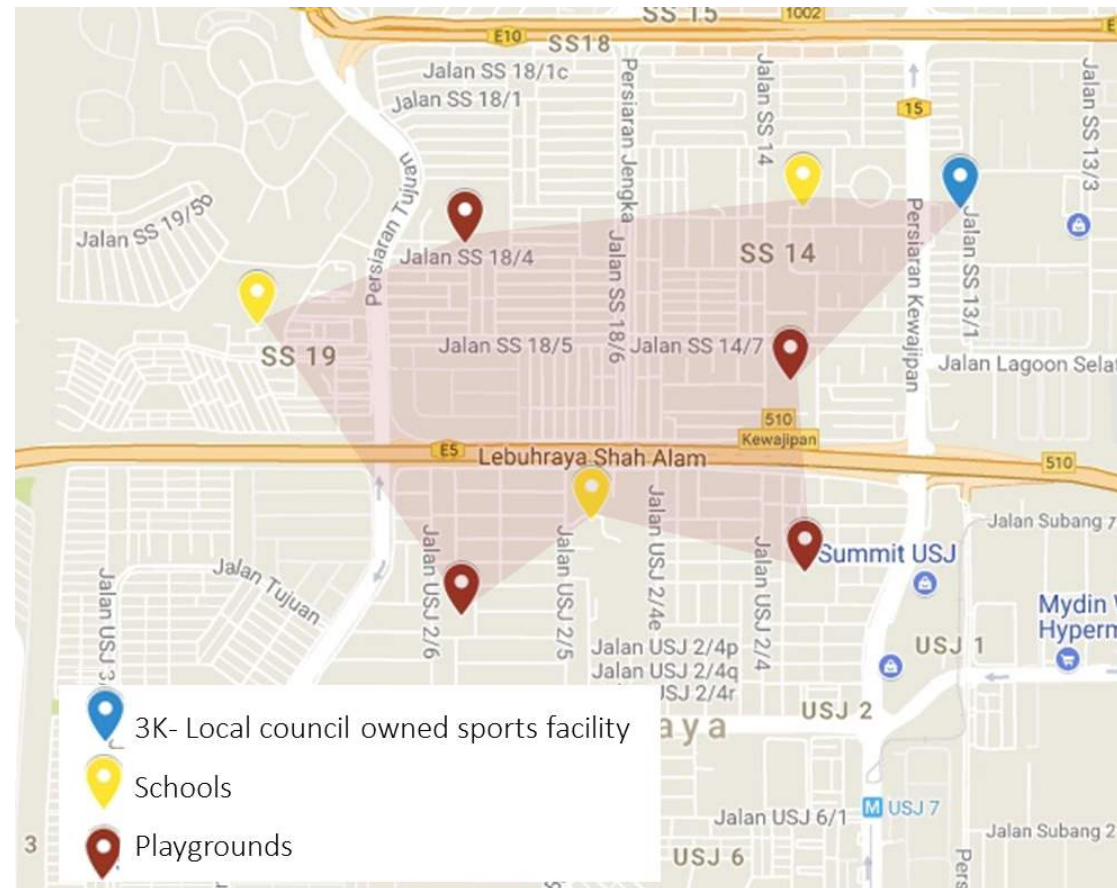 SS 15
1002
E10
SS18
E
Jalan SS 18/1c
Jalan SS 18/1
Persiaran Tujuan
Persiaran Jengka
Jalan SS 14
15
Jalan SS 13/3
Jalan SS 19/5o
Jalan SS 18/4
Jalan SS 18/6
SS 14
Persiaran Kewajipan
Jalan SS 13/1
SS 19
Jalan SS 18/5
Jalan SS 14/7
Jalan Lagoon Selat
510
Kewajipan
E5
Lebuhraya Shah Alam
510
Jalan Subang 7
Jalan USJ 2/6
Jalan USJ 2/5
Jalan USJ 2/4e
Jalan USJ 2/4
Summit USJ
Jalan Tujuan
Jalan USJ 3/
Mydin W
Hyperm
Jalan USJ 2/4p
Jalan USJ 2/4q
USJ 2/4r
USJ 1
USJ 2
aya
3K- Local council owned sports facility
Schools
Playgrounds
M USJ 7
Jalan USJ 6/1
Jalan Subang 2
3
USJ 6
Pers